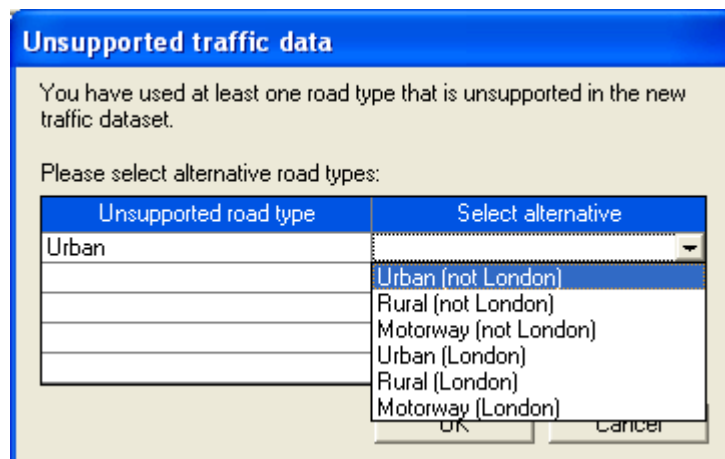 Unsupported traffic data
You have used at least one road type that is unsupported in the new
traffic dataset.
Please select alternative road types:
Unsupported road type Select alternative
Urban
Urban (not London)
Rural (not London)
Motorway (not London)
Urban (London)
Rural (London)
Motorway (London)
OK Cancel